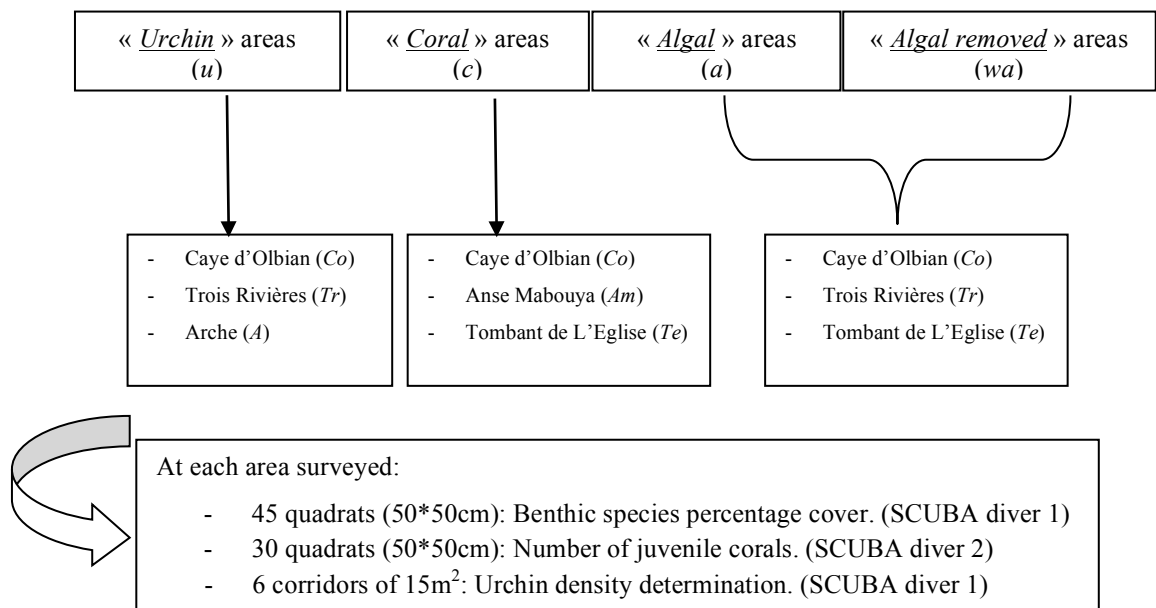 « Urchin » areas
(u)
« Coral » areas
(c)
« Algal » areas
(a)
« Algal removed » areas
(wa)
- Caye d’Olbian (Co)
- Trois Rivières (Tr)
- Arche (A)
- Caye d’Olbian (Co)
- Anse Mabouya (Am)
- Tombant de L’Eglise (Te)
- Caye d’Olbian (Co)
- Trois Rivières (Tr)
- Tombant de L’Eglise (Te)
At each area surveyed:
- 45 quadrats (50*50cm): Benthic species percentage cover. (SCUBA diver 1)
- 30 quadrats (50*50cm): Number of juvenile corals. (SCUBA diver 2)
- 6 corridors of 15m²: Urchin density determination. (SCUBA diver 1)